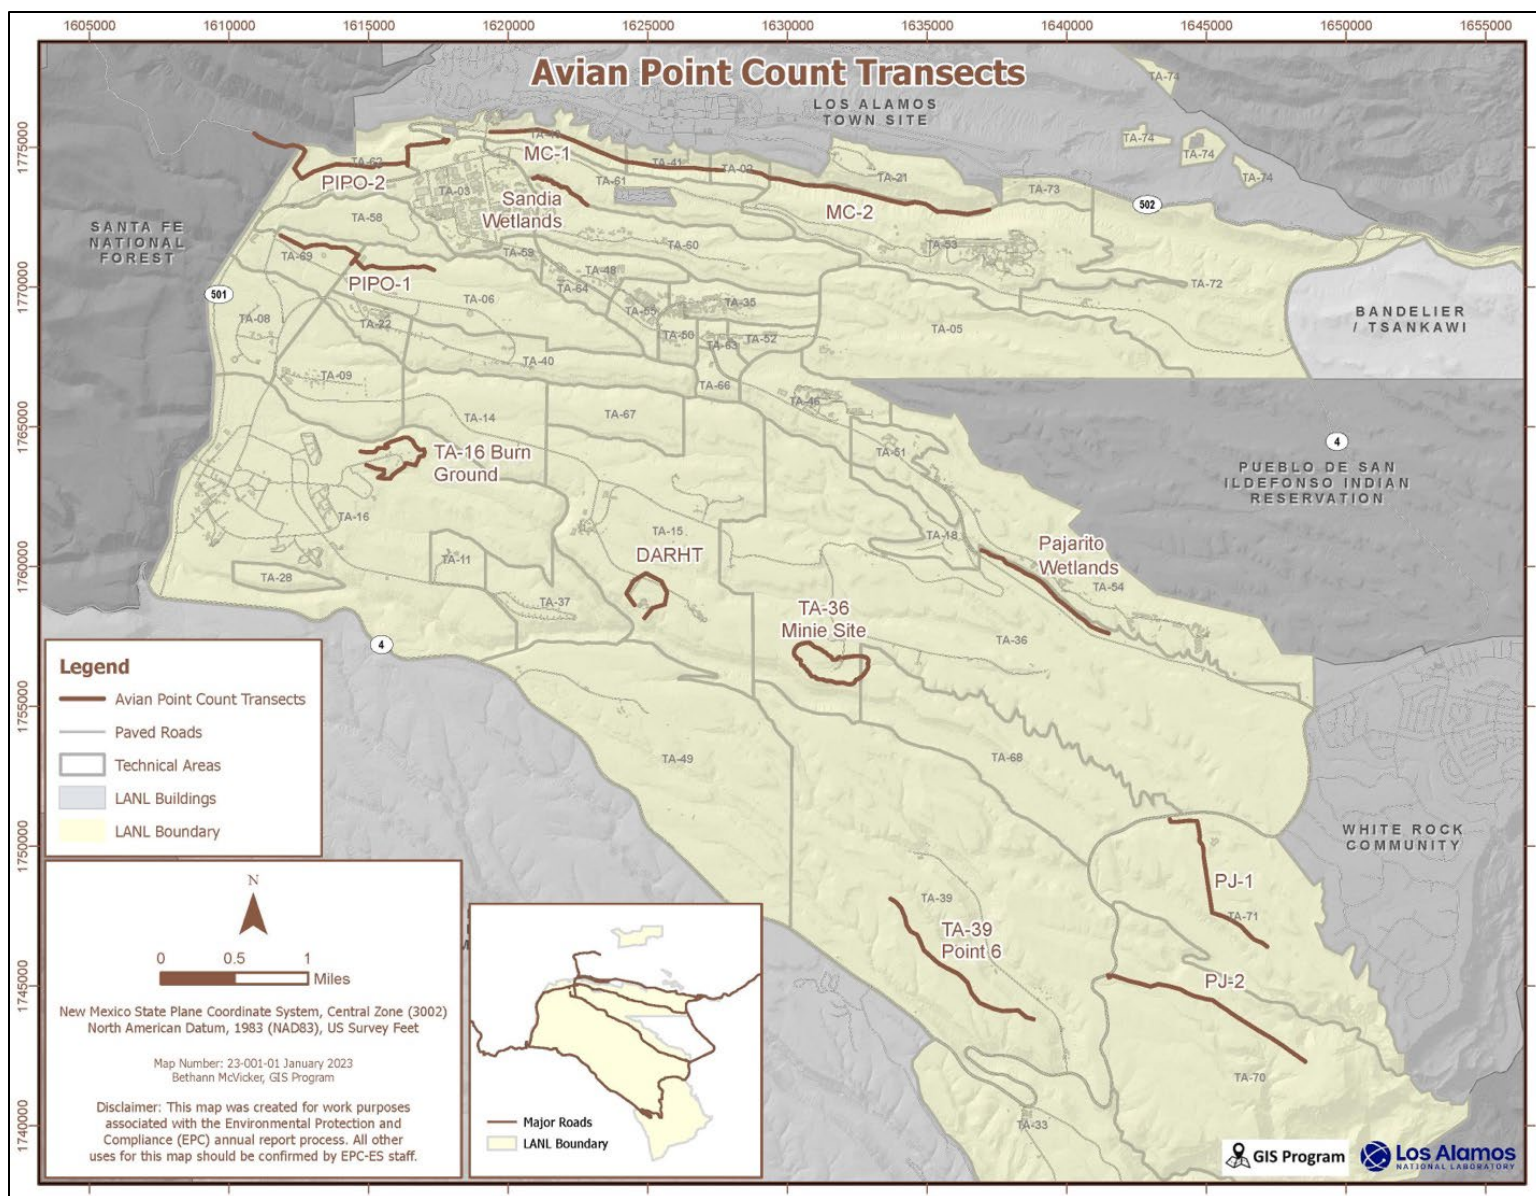 1605000 1610000 1615000 1620000 1625000 1630000 1635000 1640000 1645000 1650000 1655000
Avian Point Count Transects
LOS ALAMOS
TOWN SITE
TA-74
TA-74
TA-74
TA-74
1775000
TA-62
PIPO-2
MC-1
TA-41
TA-02
TA-21
TA-73
502
TA-03
TA-61
Sandia
Wetlands
MC-2
SANTA FE
NATIONAL
FOREST
TA-58
TA-59
TA-60
TA-53
TA-69
PIPO-1
TA-48
TA-64
TA-72
1770000
501
TA-08
TA-06
TA-22
TA-55
TA-35
TA-50
TA-63
TA-52
TA-05
BANDELIER
/ TSANKAWI
TA-40
TA-09
TA-66
TA-46
1765000
TA-14
TA-67
4
TA-16 Burn
Ground
TA-51
PUEBLO DE SAN
ILDEFONSO INDIAN
RESERVATION
TA-16
TA-15
TA-18
1760000
TA-11
DARHT
Pajarito
Wetlands
TA-54
TA-28
TA-37
TA-36
Minie Site
TA-36
4
1755000
TA-49
TA-68
1750000
WHITE ROCK
COMMUNITY
PJ-1
TA-71
TA-39
TA-39
Point 6
PJ-2
1745000
TA-70
1740000
TA-33
Legend
Avian Point Count Transects
Paved Roads
Technical Areas
LANL Buildings
LANL Boundary
N
0 0.5 1
Miles
New Mexico State Plane Coordinate System, Central Zone (3002)
North American Datum, 1983 (NAD83), US Survey Feet
Map Number: 23-001-01 January 2023
Bethann McVicker, GIS Program
Disclaimer: This map was created for work purposes
associated with the Environmental Protection and
Compliance (EPC) annual report process. All other
uses for this map should be confirmed by EPC-ES staff.
Major Roads
LANL Boundary
GIS Program
Los Alamos
NATIONAL LABORATORY